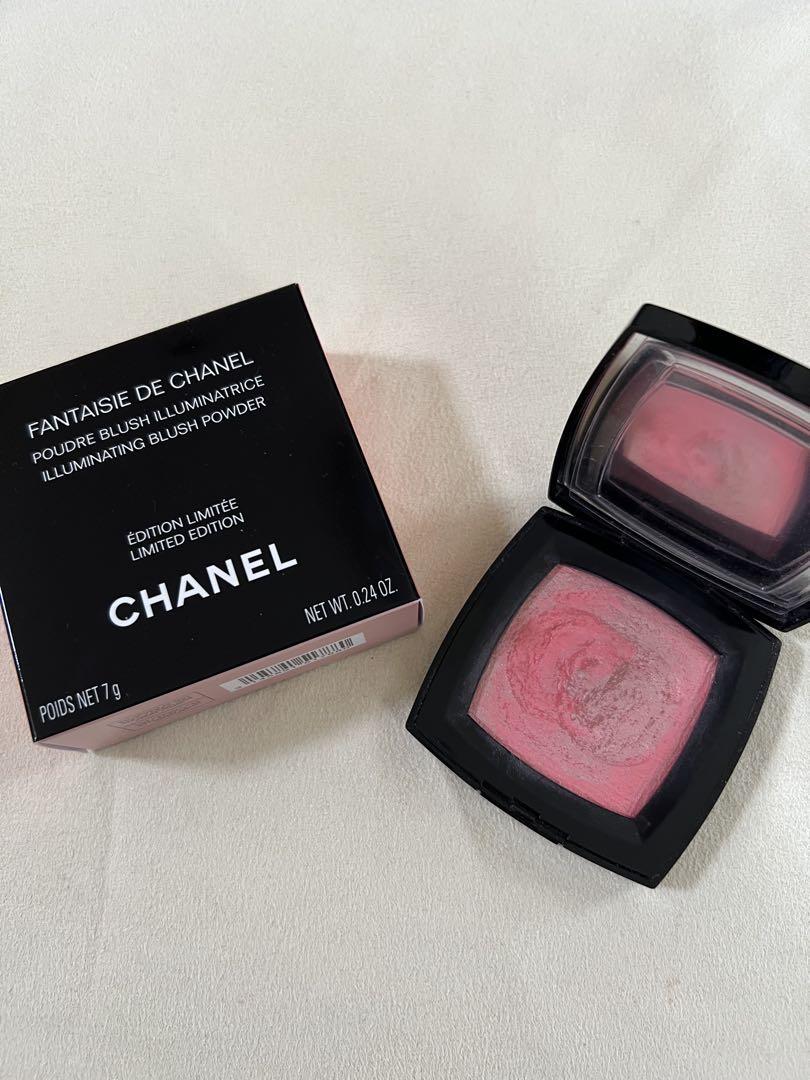 FANTAISIE DE CHANEL
POUDRE BLUSH ILLUMINATRICE
ILLUMINATING BLUSH POWDER
ÉDITION LIMITÉE
LIMITED EDITION
CHANEL
POIDS NET 7 g
NET WT. 0.24 OZ.